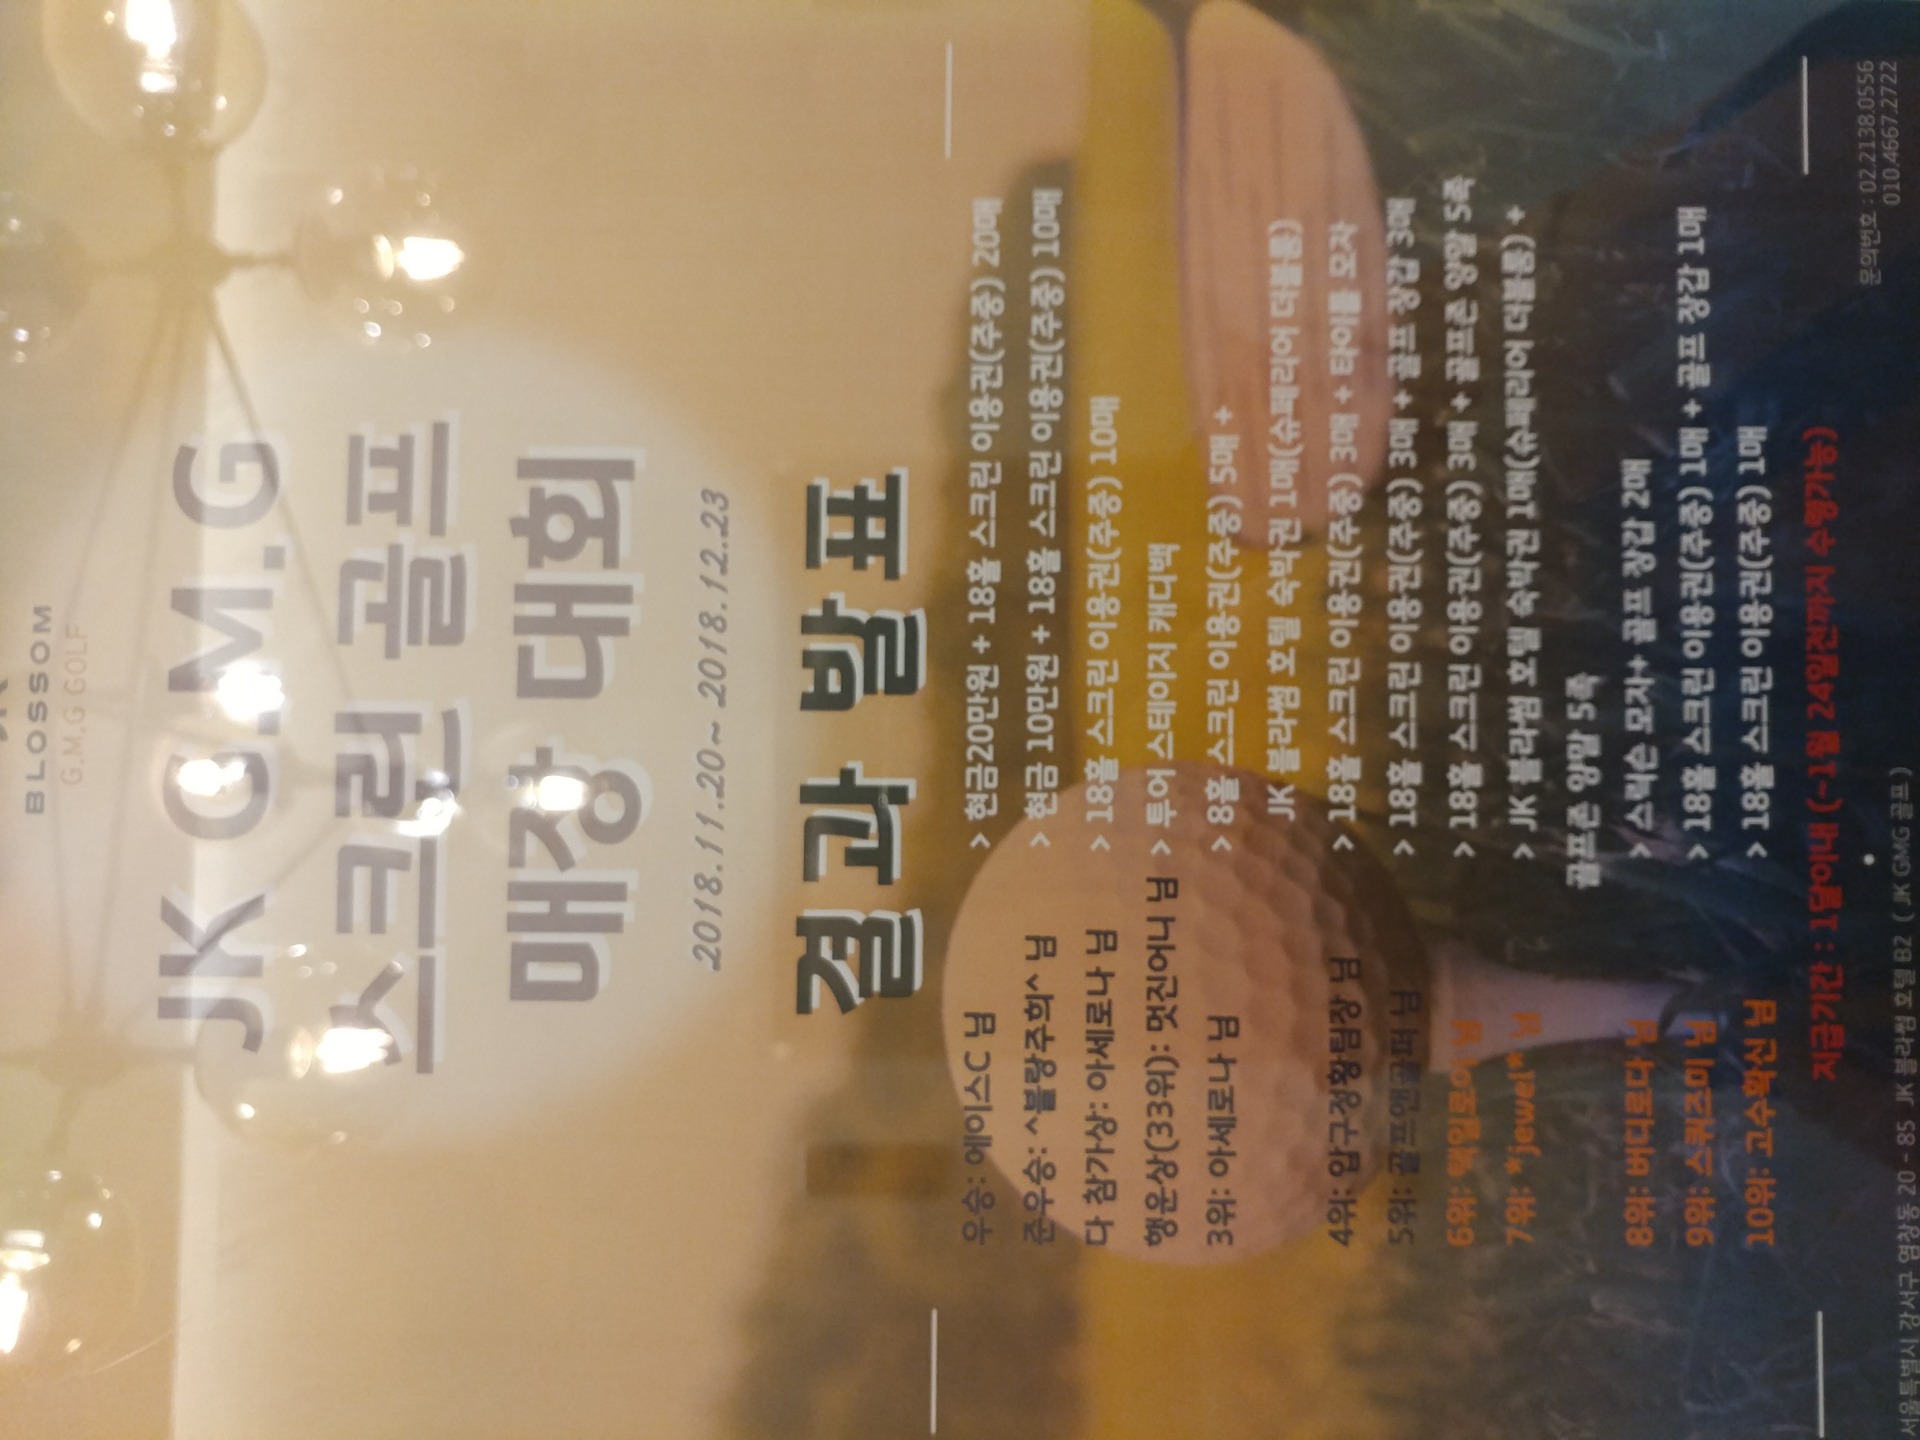 BLOSSOM
G.M.G GOLF
JK G.M.G
스크린 골프
매장 대회
2018.11.20~ 2018.12.23
결과 발표
우승: 에이스C 님 > 현금20만원 + 18홀 스크린 이용권(주중) 20매
준우승: ^불량주희^ 님 > 현금 10만원 + 18홀 스크린 이용권(주중) 10매
다 참가상: 아세로나 님 > 18홀 스크린 이용권(주중) 10매
행운상(33위): 멋진어니 님 > 투어 스테이지 캐디백
3위: 아세로나 님 > 8홀 스크린 이용권(주중) 5매 +
JK 블라썸 호텔 숙박권 1매(슈페리어 더블룸)
4위: 압구정황팀장 님 > 18홀 스크린 이용권(주중) 3매 + 타이틀 모자
5위: 골프앤골퍼 님 > 18홀 스크린 이용권(주중) 3매 + 골프 장갑 3매
6위: 웍일로이 님 > 18홀 스크린 이용권(주중) 3매 + 골프존 양말 5족
7위: *jewel* 님 > JK 블라썸 호텔 숙박권 1매(슈페리어 더블룸) +
골프존 양말 5족
8위: 버디로다 님 > 스릭슨 모자+ 골프 장갑 2매
9위: 스퀴즈미 님 > 18홀 스크린 이용권(주중) 1매 + 골프 장갑 1매
10위: 고수확신 님 > 18홀 스크린 이용권(주중) 1매
지급기간 : 1달이내 (~1월 24일전까지 수령가능)
문의번호 : 02.2138.0556
010.4667.2722
서울특별시 강서구 염창동 20 - 85 JK 블라썸 호텔 B2 ( JK GMG 골프 )